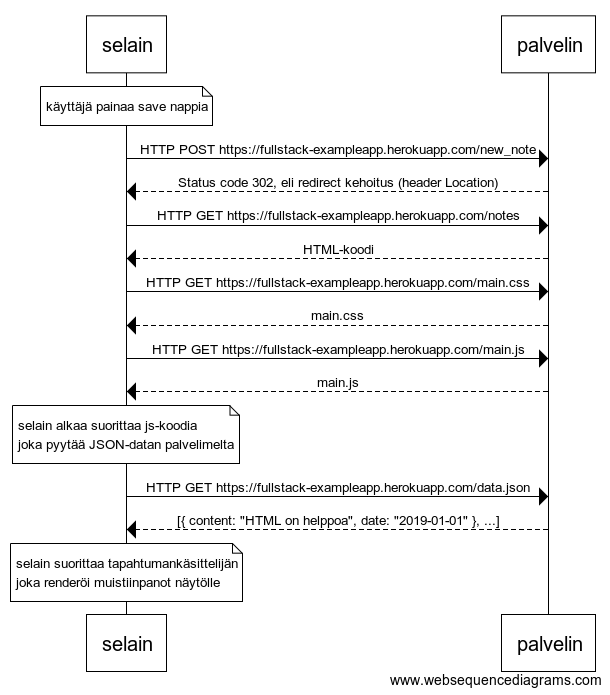 selain
palvelin
käyttäjä painaa save nappia
HTTP POST https://fullstack-exampleapp.herokuapp.com/new_note
Status code 302, eli redirect kehoitus (header Location)
HTTP GET https://fullstack-exampleapp.herokuapp.com/notes
HTML-koodi
HTTP GET https://fullstack-exampleapp.herokuapp.com/main.css
main.css
HTTP GET https://fullstack-exampleapp.herokuapp.com/main.js
main.js
selain alkaa suorittaa js-koodia
joka pyytää JSON-datan palvelimelta
HTTP GET https://fullstack-exampleapp.herokuapp.com/data.json
[{ content: "HTML on helppoa", date: "2019-01-01" }, ...]
selain suorittaa tapahtumankäsittelijän
joka renderöi muistiinpanot näytölle
selain
palvelin
www.websequencediagrams.com